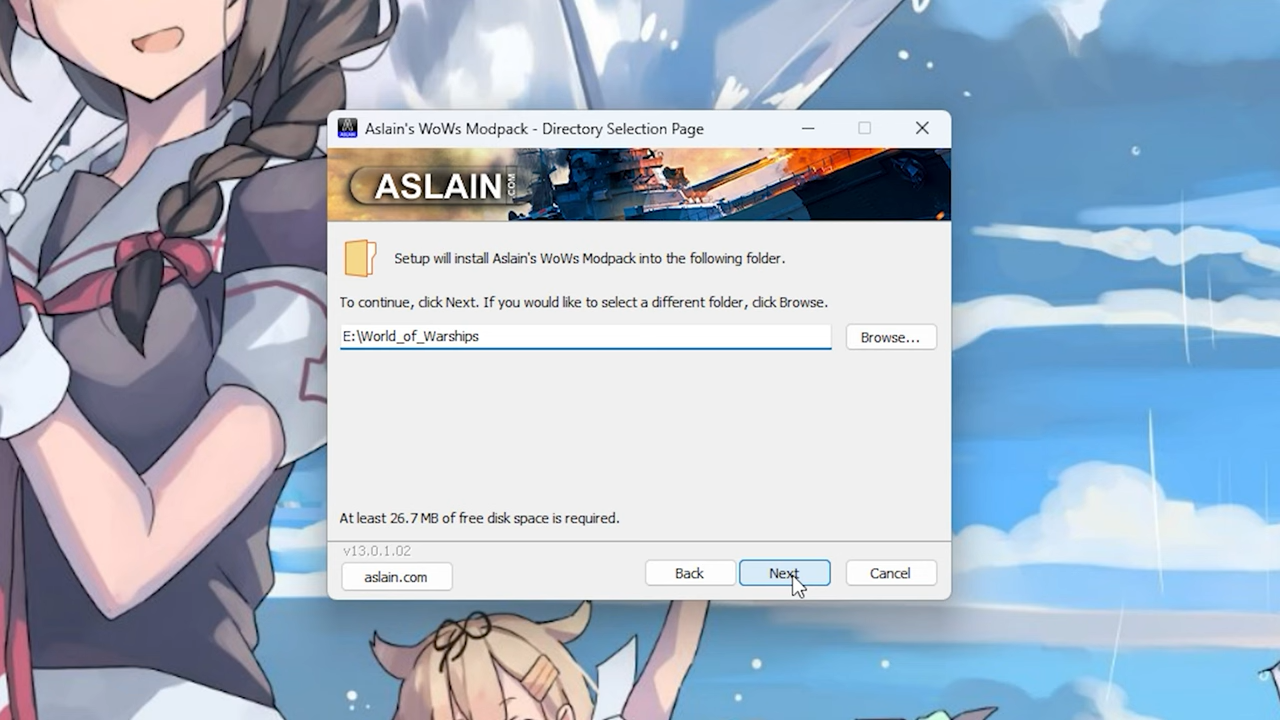 Aslain's WoWs Modpack - Directory Selection Page
ASLAIN.COM
Setup will install Aslain's WoWs Modpack into the following folder.
To continue, click Next. If you would like to select a different folder, click Browse.
E:\World_of_Warships
Browse...
At least 26.7 MB of free disk space is required.
v13.0.1.02
aslain.com
Back
Next
Cancel